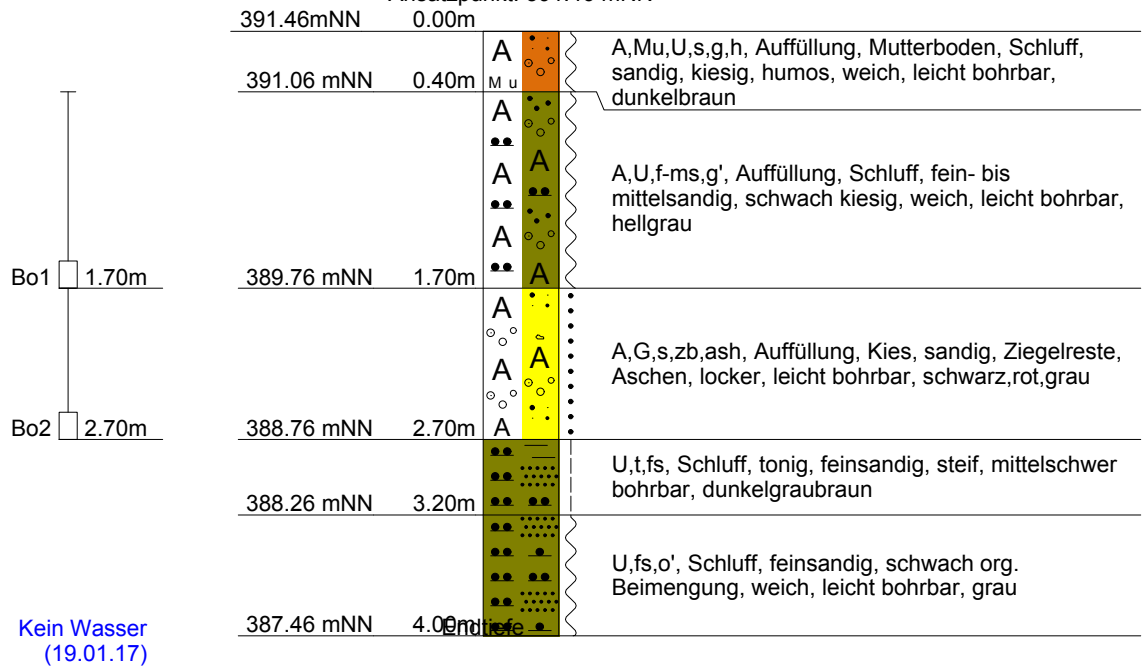 391.46mNN 0.00m
A
Mu
A,Mu,U,s,g,h, Auffüllung, Mutterboden, Schluff,
sandig, kiesig, humos, weich, leicht bohrbar,
dunkelbraun
391.06 mNN 0.40m
A
A
A
A
A
A,U,f-ms,g', Auffüllung, Schluff, fein- bis
mittelsandig, schwach kiesig, weich, leicht bohrbar,
hellgrau
Bo1 1.70m
389.76 mNN 1.70m
A
A
A
A
A,G,s,zb,ash, Auffüllung, Kies, sandig, Ziegelreste,
Aschen, locker, leicht bohrbar, schwarz,rot,grau
Bo2 2.70m
388.76 mNN 2.70m
U,t,fs, Schluff, tonig, feinsandig, steif, mittelschwer
bohrbar, dunkelgraubraun
388.26 mNN 3.20m
U,fs,o', Schluff, feinsandig, schwach org.
Beimengung, weich, leicht bohrbar, grau
387.46 mNN 4.00m
Endtiefe
Kein Wasser
(19.01.17)